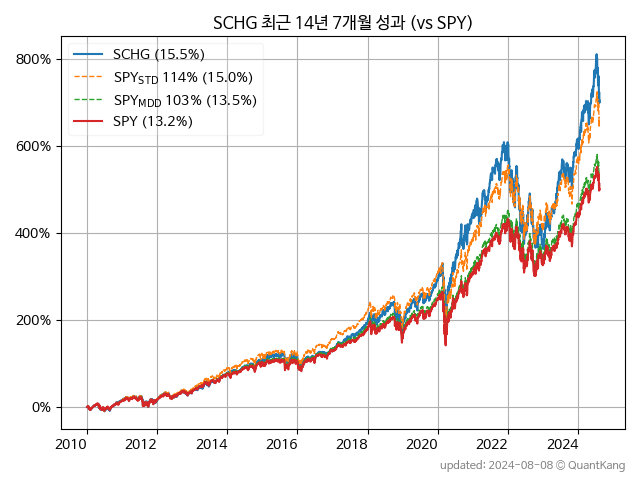 SCHG 최근 14년 7개월 성과 (vs SPY)
SCHG (15.5%)
SPY_STD 114% (15.0%)
SPY_MDD 103% (13.5%)
SPY (13.2%)
800%
600%
400%
200%
0%
2010 2012 2014 2016 2018 2020 2022 2024
updated: 2024-08-08 © QuantKang